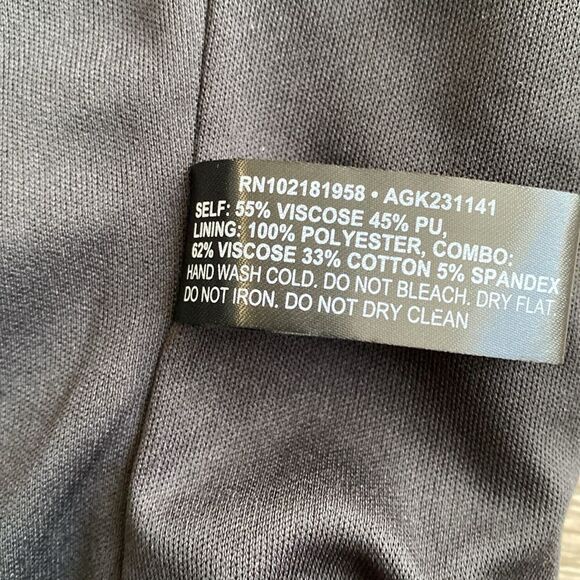 RN102181958 • AGK231141
SELF: 55% VISCOSE 45% PU,
LINING: 100% POLYESTER, COMBO:
62% VISCOSE 33% COTTON 5% SPANDEX
HAND WASH COLD. DO NOT BLEACH. DRY FLAT.
DO NOT IRON. DO NOT DRY CLEAN